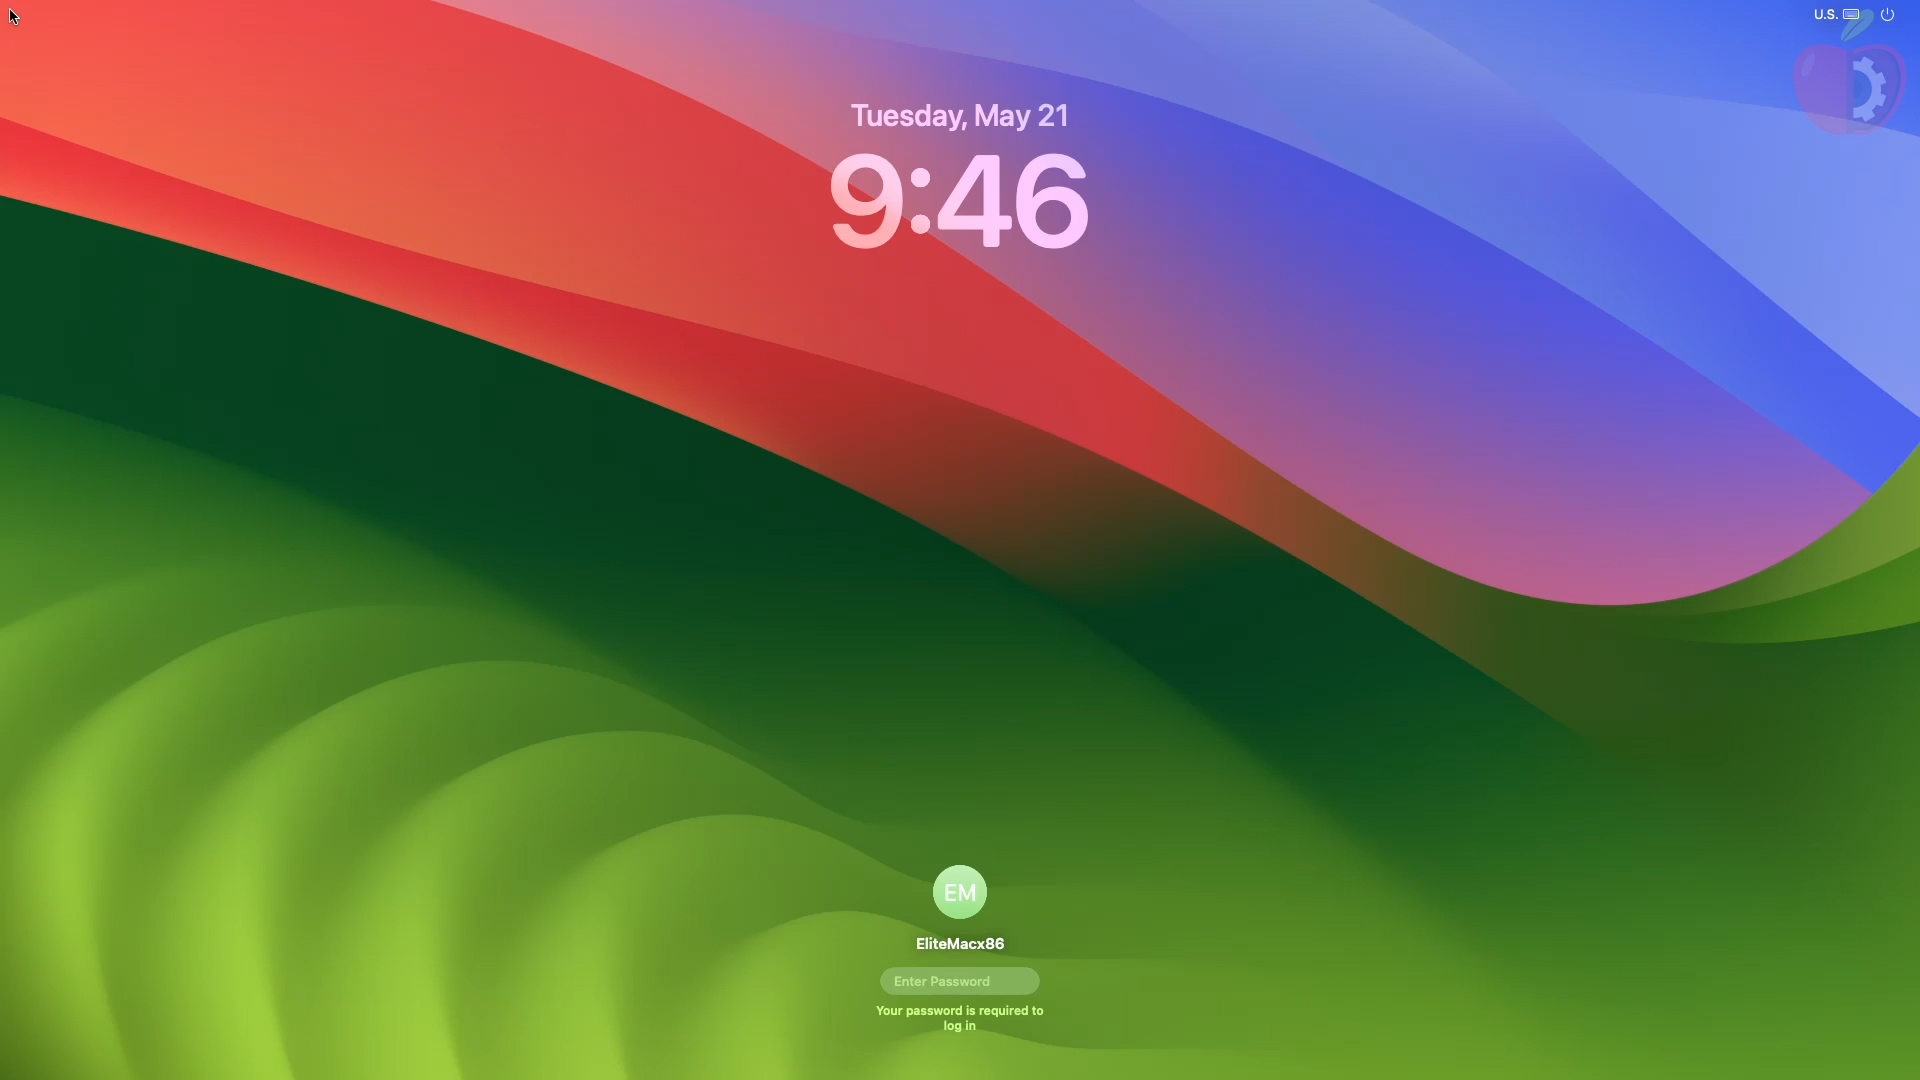 U.S.
Tuesday, May 21
9:46
EM
EliteMacx86
Enter Password
Your password is required to
log in